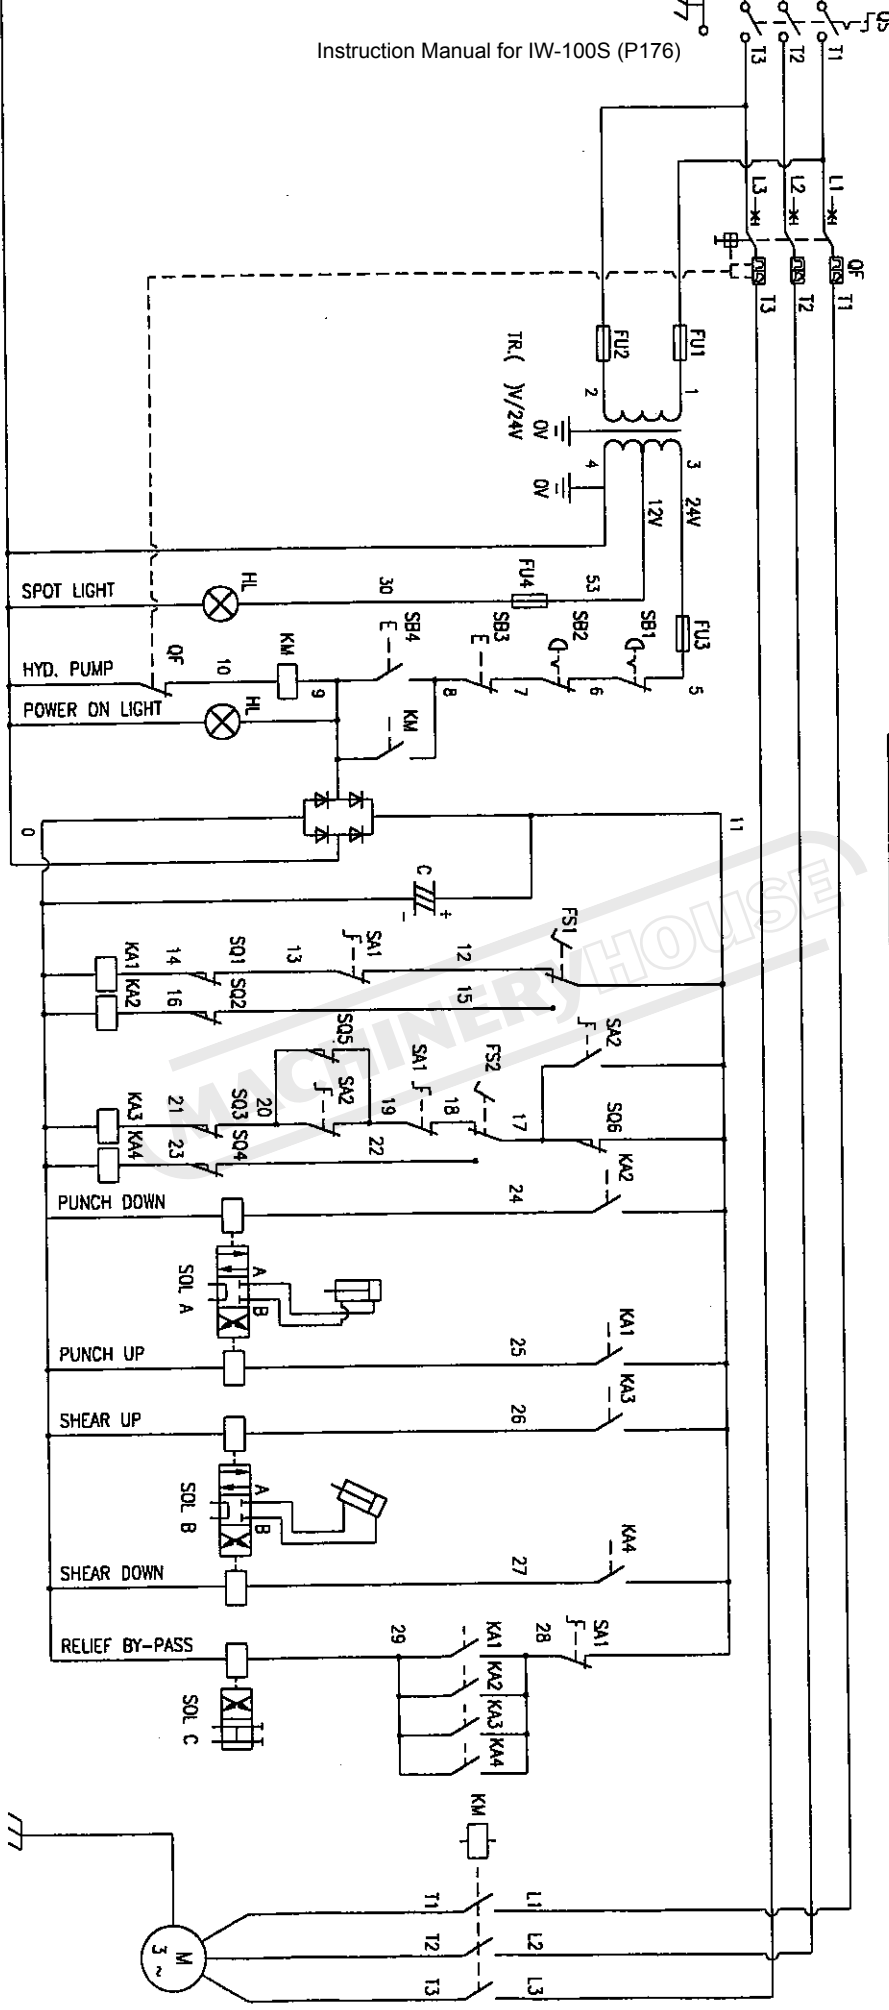 Instruction Manual for IW-100S (P176)
QS
T3
T2
T1
L3
L2
L1
QF
T3
T2
T1
FU2
FU1
2
1
TR.( )V/24V
0V
0V
4
3
12V
24V
SPOT LIGHT
HL
30
FU4
53
FU3
HYD. PUMP
QF
10
KM
9
SB4
8
SB3
7
SB2
6
SB1
5
POWER ON LIGHT
HL
KM
0
11
C
-
+
KA1
14
SQ1
13
SA1
12
FS1
KA2
16
SQ2
15
SQ5
SA2
KA3
21
SQ3
20
SA2
19
SA1
18
FS2
17
SQ6
KA4
23
SQ4
22
PUNCH DOWN
24
KA2
SOL A
A
B
PUNCH UP
25
KA1
SHEAR UP
26
KA3
SOL B
A
B
SHEAR DOWN
27
KA4
RELIEF BY-PASS
29
KA1
28
SA1
KA2
KA3
KA4
SOL C
KM
T1
L1
T2
L2
T3
L3
M
3 ~
MACHINERYHOUSE